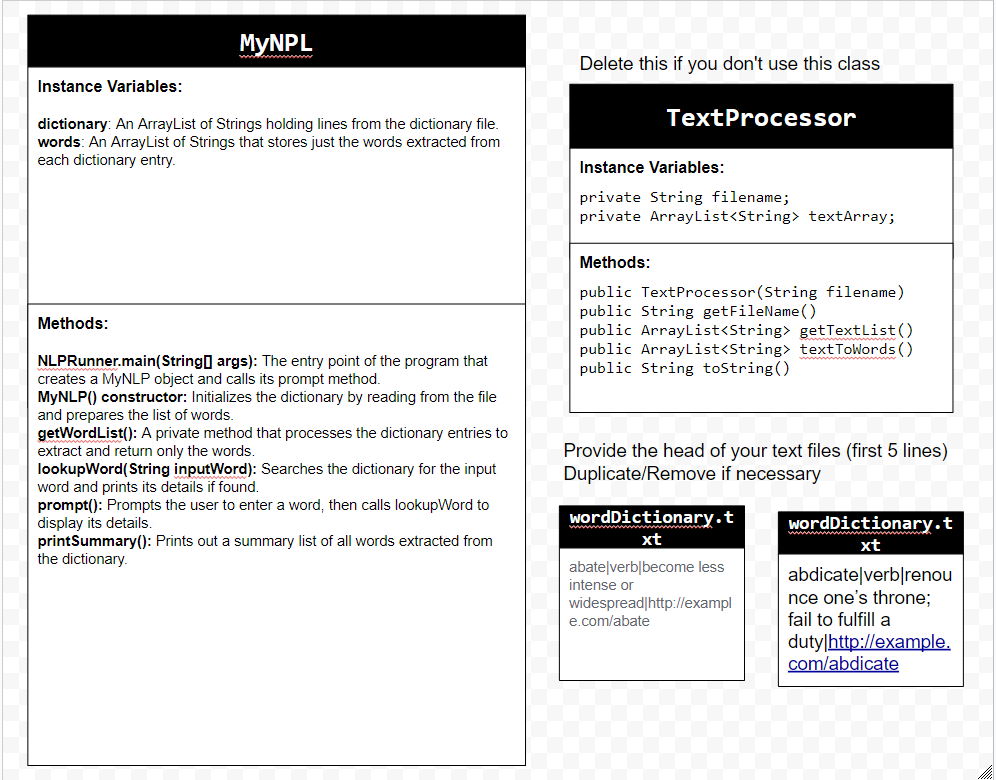 MyNPL
Instance Variables:
dictionary: An ArrayList of Strings holding lines from the dictionary file.
words: An ArrayList of Strings that stores just the words extracted from
each dictionary entry.
Methods:
NLPRunner.main(String[] args): The entry point of the program that
creates a MyNLP object and calls its prompt method.
MyNLP() constructor: Initializes the dictionary by reading from the file
and prepares the list of words.
getWordList(): A private method that processes the dictionary entries to
extract and return only the words.
lookupWord(String inputWord): Searches the dictionary for the input
word and prints its details if found.
prompt(): Prompts the user to enter a word, then calls lookupWord to
display its details.
printSummary(): Prints out a summary list of all words extracted from
the dictionary.
Delete this if you don't use this class
TextProcessor
Instance Variables:
private String filename;
private ArrayList<String> textArray;
Methods:
public TextProcessor(String filename)
public String getFileName()
public ArrayList<String> getTextList()
public ArrayList<String> textToWords()
public String toString()
Provide the head of your text files (first 5 lines)
Duplicate/Remove if necessary
wordDictionary.t
xt
abate|verb|become less
intense or
widespread|http://exampl
e.com/abate
wordDictionary.t
xt
abdicate|verb|renou
nce one’s throne;
fail to fulfill a
duty|http://example.
com/abdicate